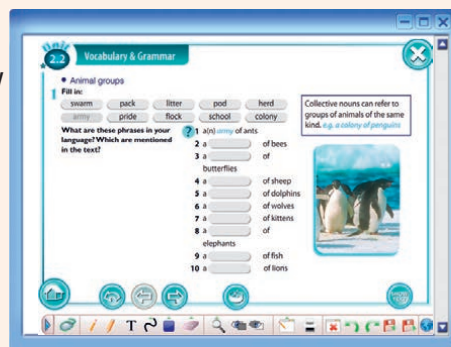 Unit
2.2 Vocabulary & Grammar
• Animal groups
1 Fill in:
swarm pack litter pod herd
army pride flock school colony
What are these phrases in your
language? Which are mentioned
in the text?
? 1 a(n) army of ants
2 a of bees
3 a of
butterflies
4 a of sheep
5 a of dolphins
6 a of wolves
7 a of kittens
8 a of
elephants
9 a of fish
10 a of lions
Collective nouns can refer to
groups of animals of the same
kind. e.g. a colony of penguins
T